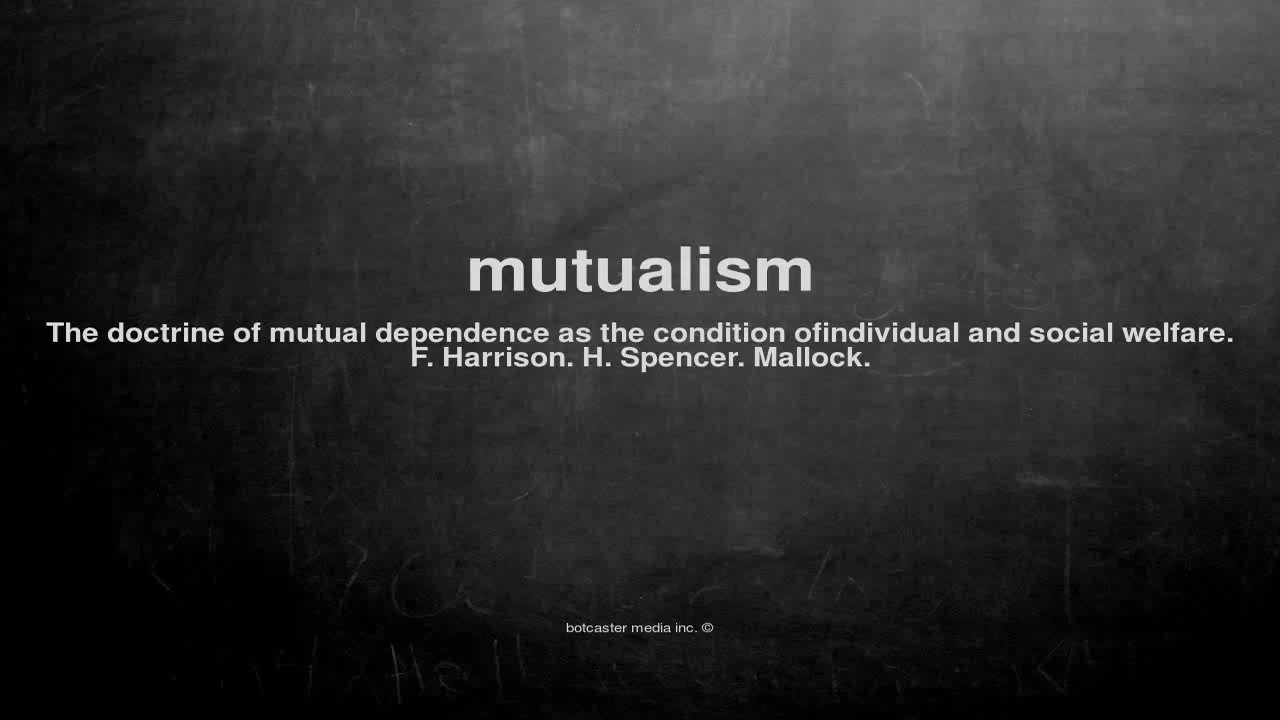 mutualism
The doctrine of mutual dependence as the condition ofindividual and social welfare.
F. Harrison. H. Spencer. Mallock.
botcaster media inc. ©